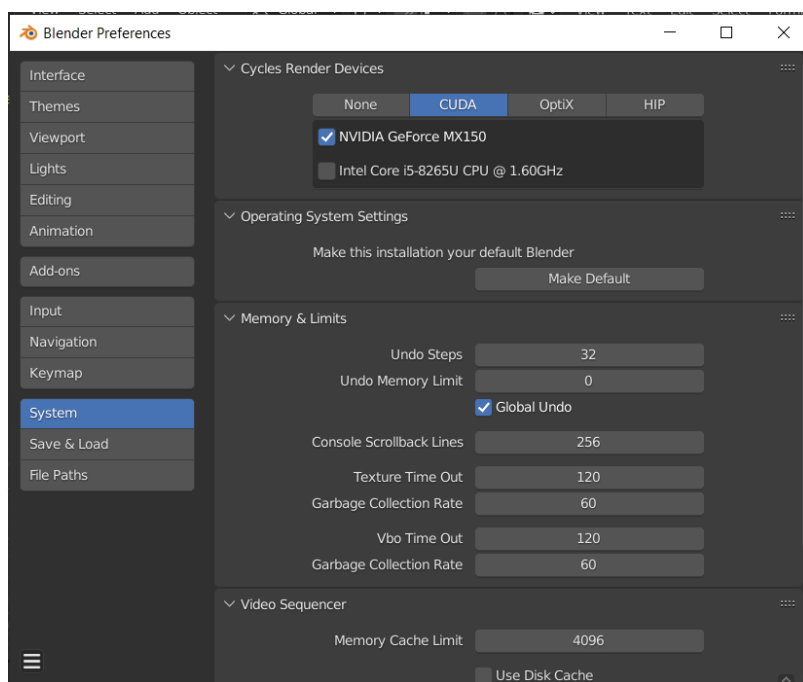 Blender Preferences
Interface
Themes
Viewport
Lights
Editing
Animation
Add-ons
Input
Navigation
Keymap
System
Save & Load
File Paths
Cycles Render Devices
None CUDA OptiX HIP
NVIDIA GeForce MX150
Intel Core i5-8265U CPU @ 1.60GHz
Operating System Settings
Make this installation your default Blender
Make Default
Memory & Limits
Undo Steps 32
Undo Memory Limit 0
Global Undo
Console Scrollback Lines 256
Texture Time Out 120
Garbage Collection Rate 60
Vbo Time Out 120
Garbage Collection Rate 60
Video Sequencer
Memory Cache Limit 4096
Use Disk Cache